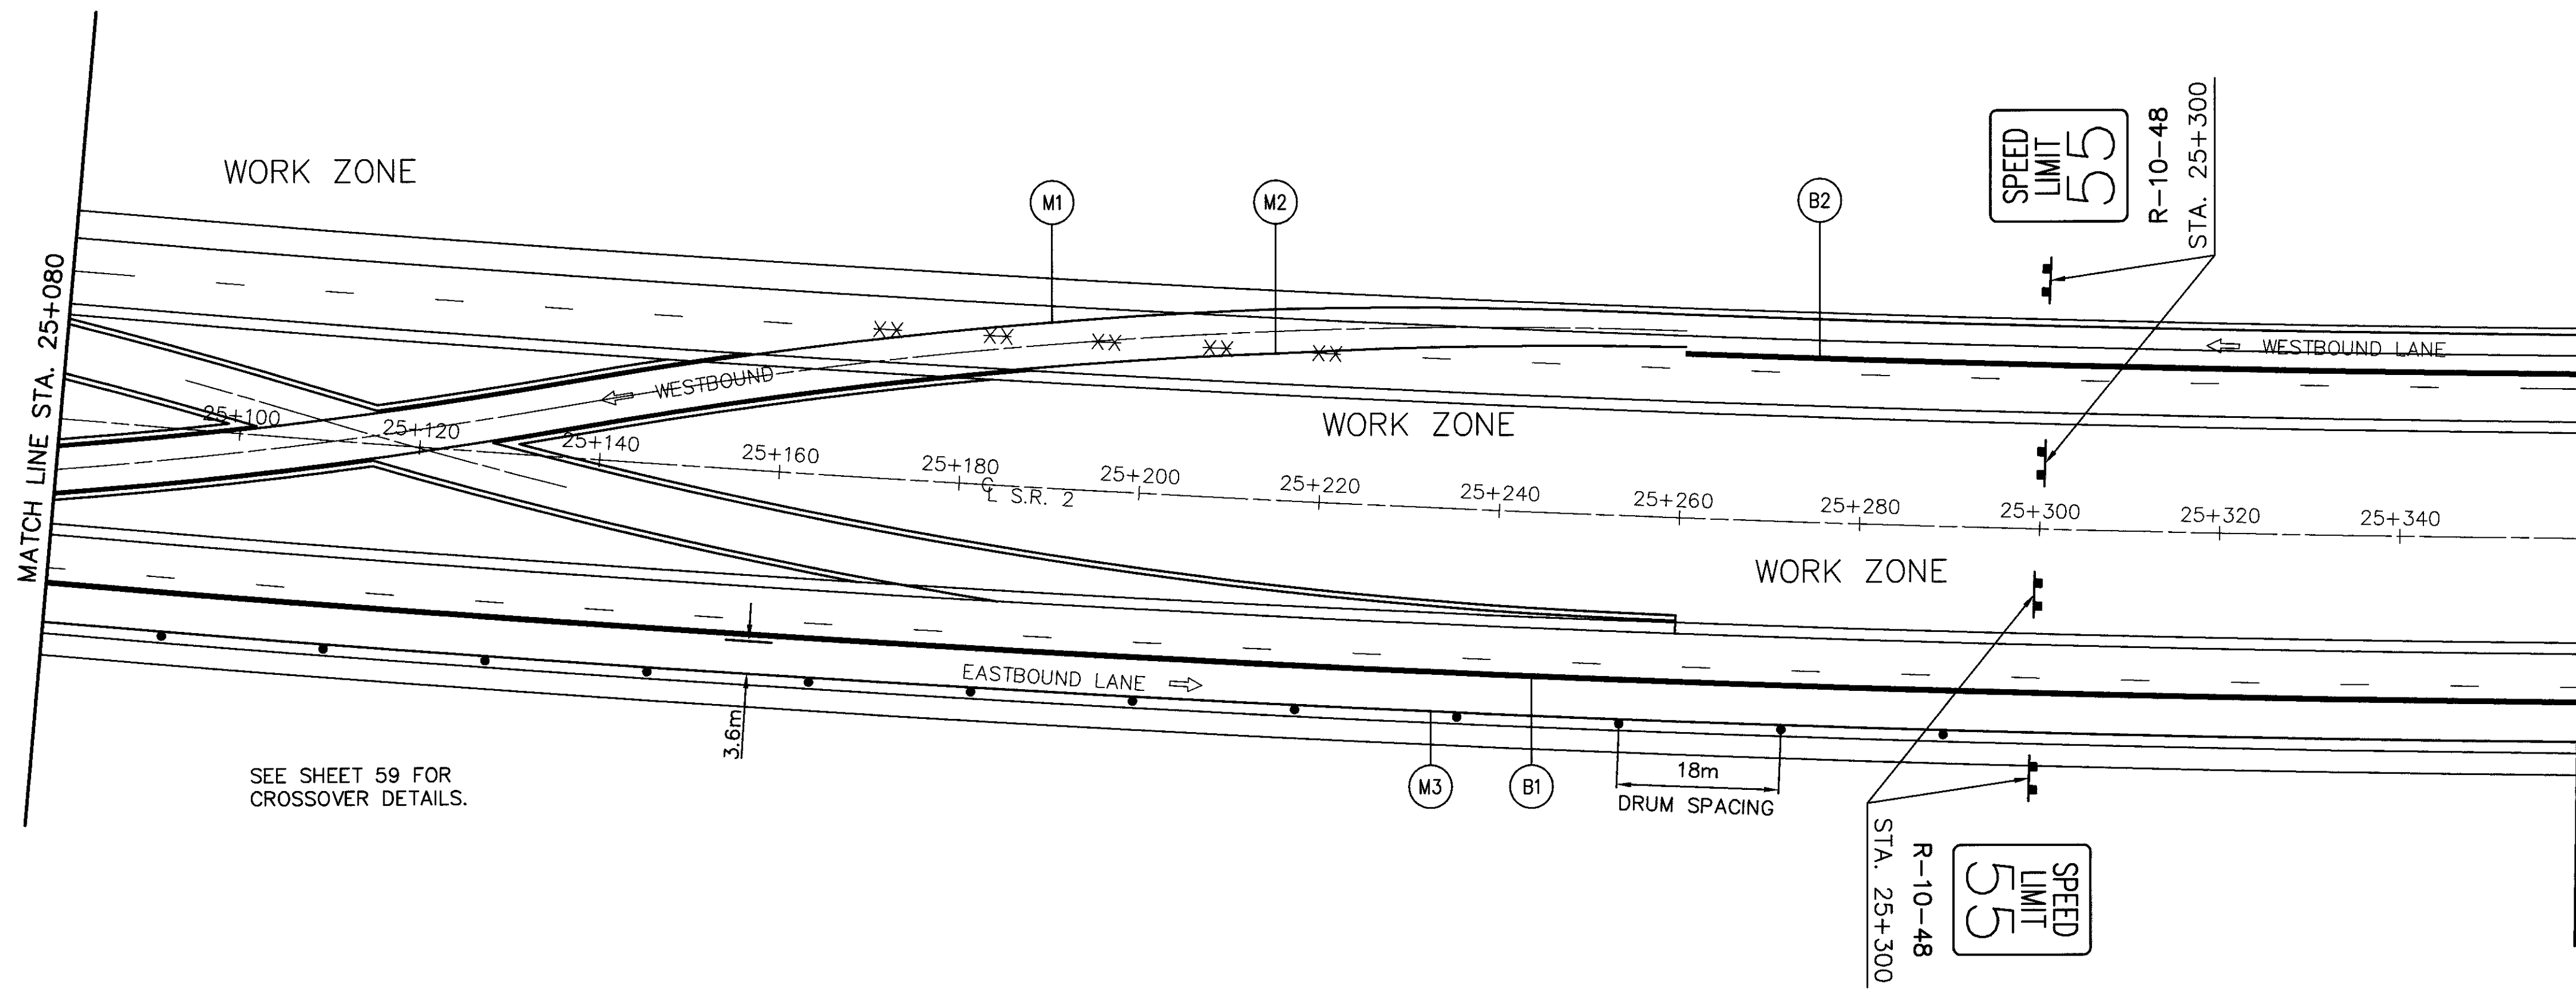 MATCH LINE STA. 25+080
WORK ZONE
M1
M2
B2
SPEED
LIMIT
55
R-10-48
STA. 25+300
WESTBOUND LANE
WESTBOUND
WORK ZONE
25+100
25+120
25+140
25+160
25+180
25+200
25+220
25+240
25+260
25+280
25+300
25+320
25+340
℄ S.R. 2
WORK ZONE
EASTBOUND LANE
3.6m
M3
B1
18m
DRUM SPACING
SEE SHEET 59 FOR
CROSSOVER DETAILS.
STA. 25+300
R-10-48
SPEED
LIMIT
55